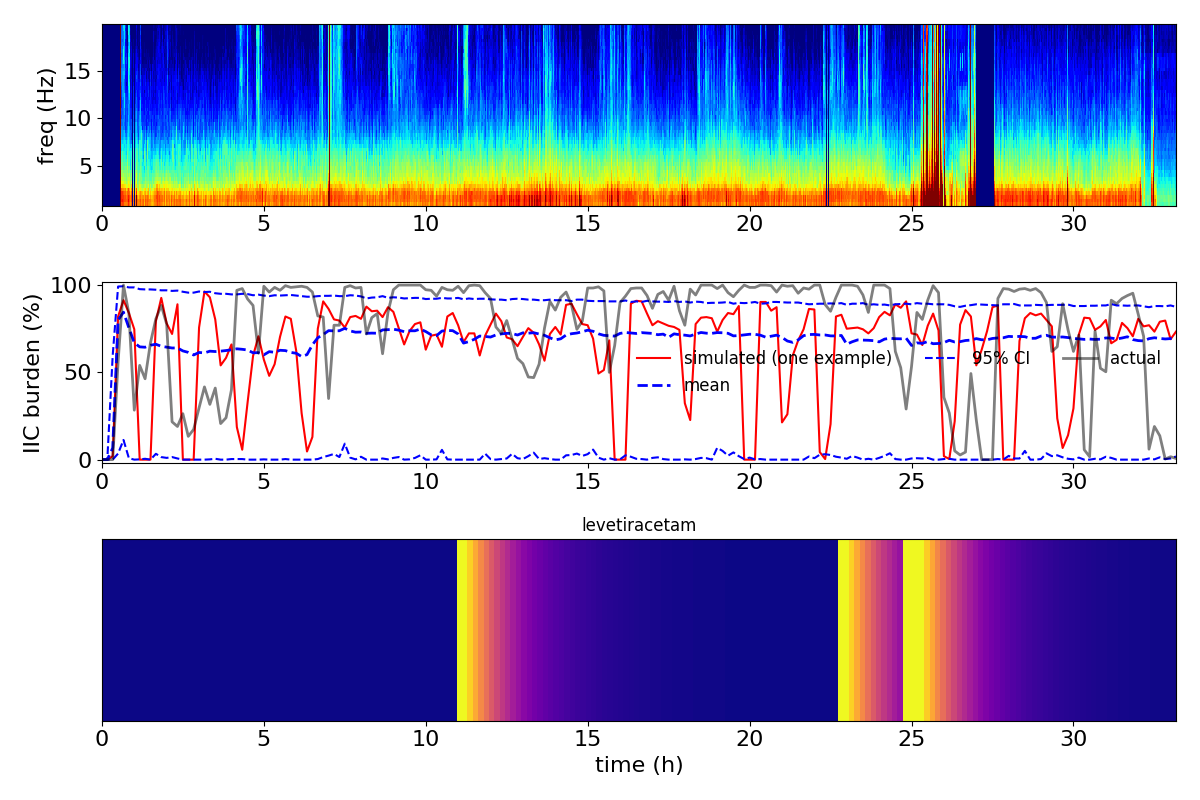 freq (Hz)
15
10
5
0 5 10 15 20 25 30
IIC burden (%)
100
50
0
simulated (one example) 95% CI actual
mean
0 5 10 15 20 25 30
levetiracetam
0 5 10 15 20 25 30
time (h)